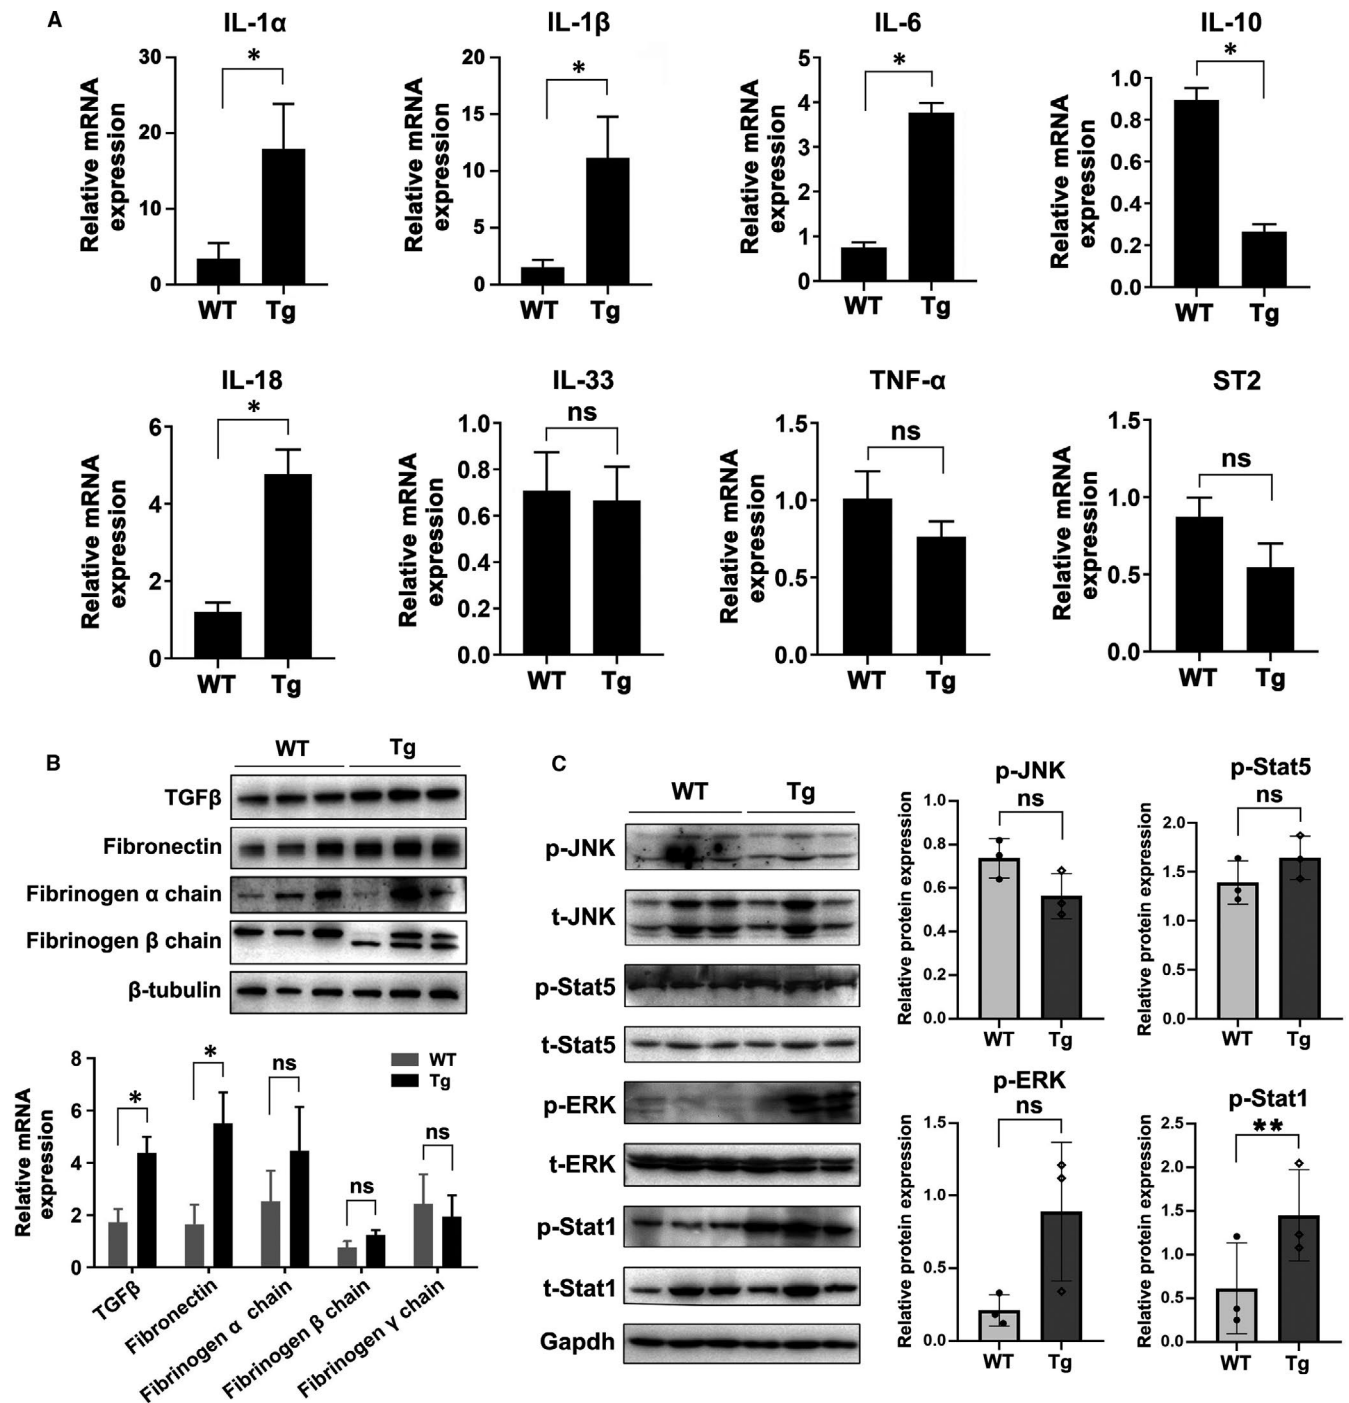 A
IL-1α
IL-1β
IL-6
IL-10
Relative mRNA
expression
30
20
10
0
*
WT Tg
Relative mRNA
expression
20
15
10
5
0
*
WT Tg
Relative mRNA
expression
5
4
3
2
1
0
*
WT Tg
Relative mRNA
expression
1.0
0.8
0.6
0.4
0.2
0.0
*
WT Tg
IL-18
IL-33
TNF-α
ST2
Relative mRNA
expression
6
4
2
0
*
WT Tg
Relative mRNA
expression
1.0
0.8
0.6
0.4
0.2
0.0
ns
WT Tg
Relative mRNA
expression
1.5
1.0
0.5
0.0
ns
WT Tg
Relative mRNA
expression
1.5
1.0
0.5
0.0
ns
WT Tg
B
WT Tg
TGFβ
Fibronectin
Fibrinogen α chain
Fibrinogen β chain
β-tubulin
Relative mRNA
expression
8
6
4
2
0
*
*
ns
ns
ns
WT
Tg
TGFβ
Fibronectin
Fibrinogen α chain
Fibrinogen β chain
Fibrinogen γ chain
C
WT Tg
p-JNK
t-JNK
p-Stat5
t-Stat5
p-ERK
t-ERK
p-Stat1
t-Stat1
Gapdh
p-JNK
ns
Relative protein expression
1.0
0.8
0.6
0.4
0.2
0.0
WT Tg
p-Stat5
ns
Relative protein expression
2.0
1.5
1.0
0.5
0.0
WT Tg
p-ERK
ns
Relative protein expression
1.5
1.0
0.5
0.0
WT Tg
p-Stat1
**
Relative protein expression
2.5
2.0
1.5
1.0
0.5
0.0
WT Tg